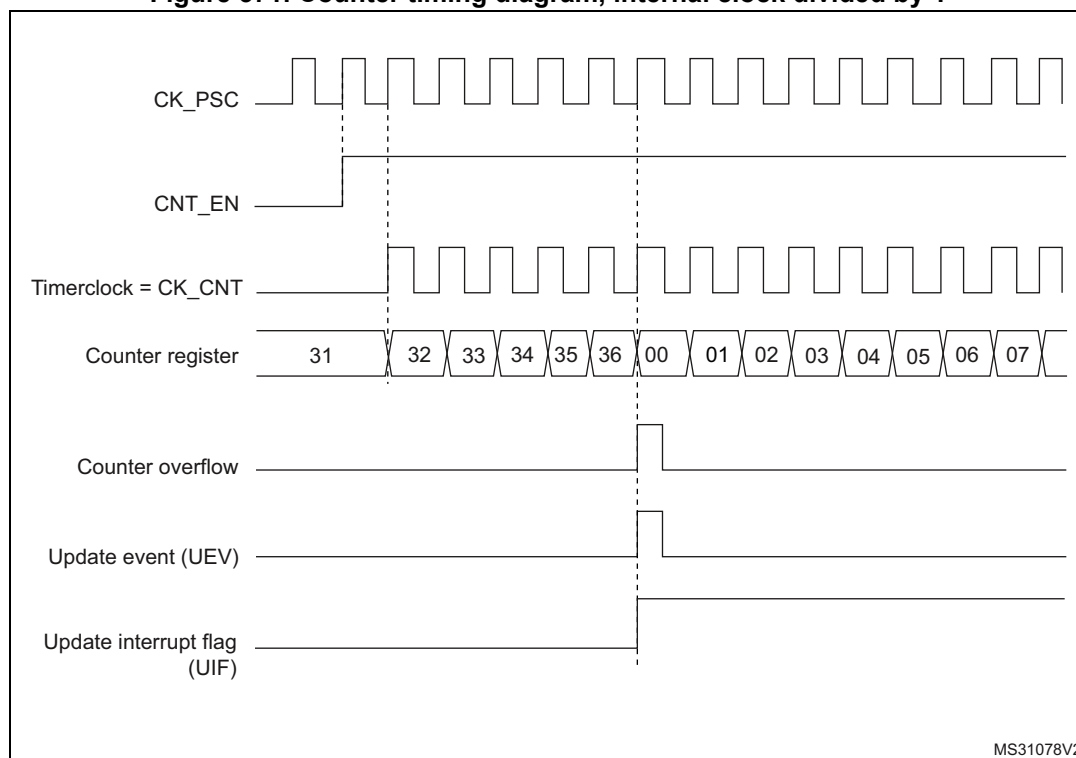 CK_PSC
CNT_EN
Timerclock = CK_CNT
Counter register
31 32 33 34 35 36 00 01 02 03 04 05 06 07
Counter overflow
Update event (UEV)
Update interrupt flag
(UIF)
MS31078V2